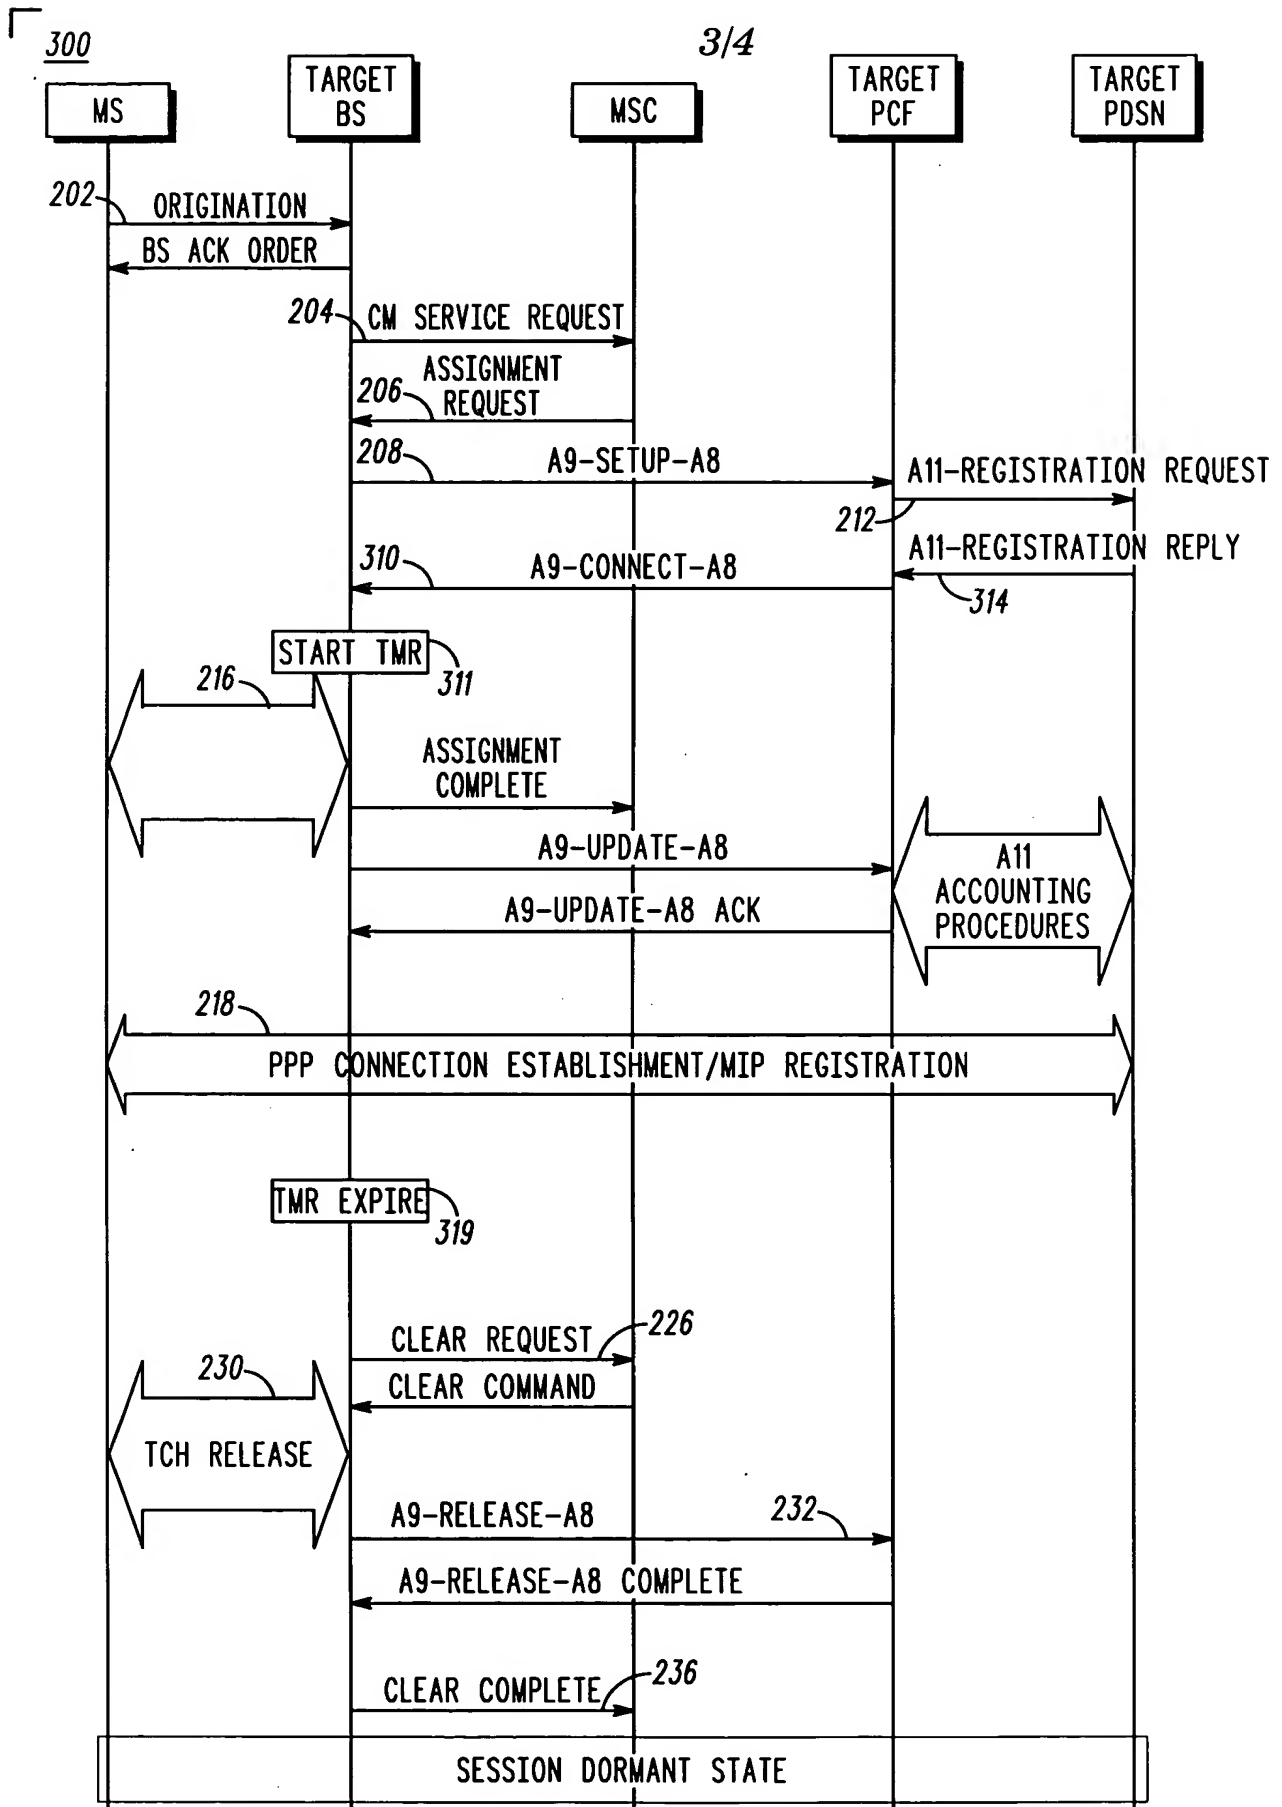 300
3/4
MS
TARGET
BS
MSC
TARGET
PCF
TARGET
PDSN
202
ORIGINATION
BS ACK ORDER
204
CM SERVICE REQUEST
ASSIGNMENT
REQUEST
206
208
A9-SETUP-A8
A11-REGISTRATION REQUEST
212
A11-REGISTRATION REPLY
310
A9-CONNECT-A8
314
START TMR
311
216
ASSIGNMENT
COMPLETE
A9-UPDATE-A8
A11
ACCOUNTING
PROCEDURES
A9-UPDATE-A8 ACK
218
PPP CONNECTION ESTABLISHMENT/MIP REGISTRATION
TMR EXPIRE
319
CLEAR REQUEST
226
230
CLEAR COMMAND
TCH RELEASE
A9-RELEASE-A8
232
A9-RELEASE-A8 COMPLETE
CLEAR COMPLETE
236
SESSION DORMANT STATE